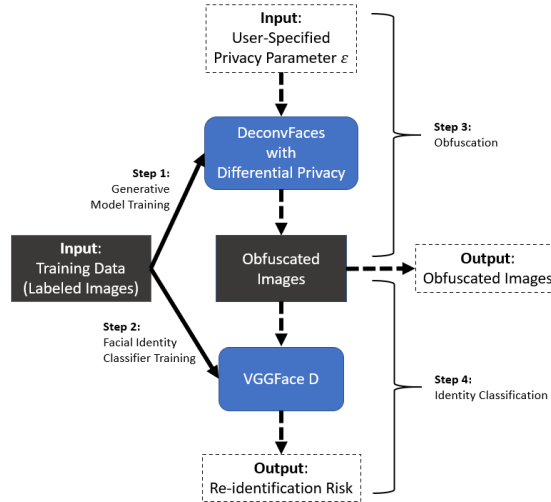 Input:
User-Specified
Privacy Parameter ε
Step 3:
Obfuscation
DeconvFaces
with
Differential Privacy
Step 1:
Generative
Model Training
Input:
Training Data
(Labeled Images)
Obfuscated
Images
Output:
Obfuscated Images
Step 2:
Facial Identity
Classifier Training
VGGFace D
Step 4:
Identity Classification
Output:
Re-identification Risk